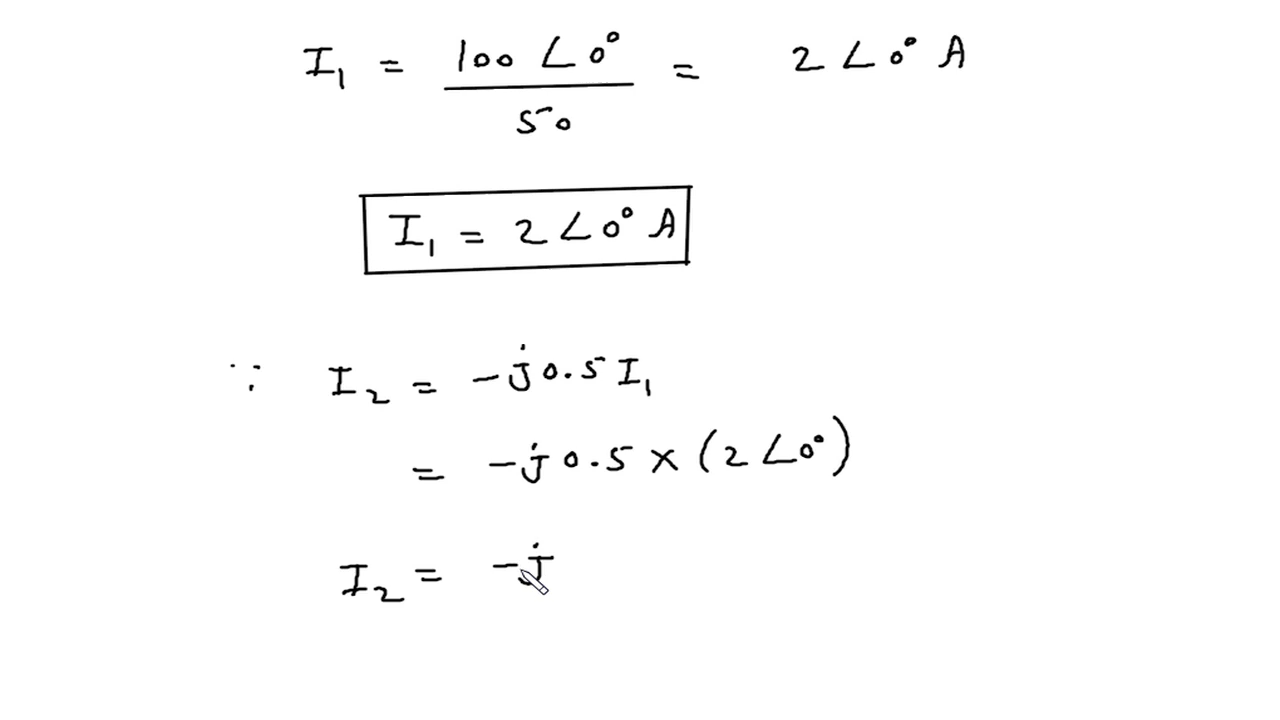 I₁ = 100 ∠0° / 50 = 2 ∠0° A
I₁ = 2 ∠0° A
∵ I₂ = -j0.5 I₁
= -j0.5 × (2 ∠0°)
I₂ = -j